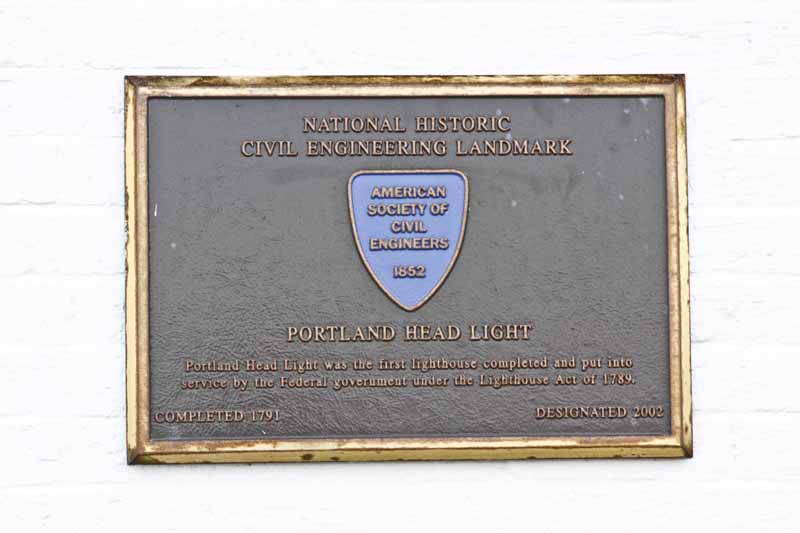 NATIONAL HISTORIC
CIVIL ENGINEERING LANDMARK
AMERICAN
SOCIETY OF
CIVIL
ENGINEERS
1852
PORTLAND HEAD LIGHT
Portland Head Light was the first lighthouse completed and put into
service by the Federal government under the Lighthouse Act of 1789.
COMPLETED 1791
DESIGNATED 2002